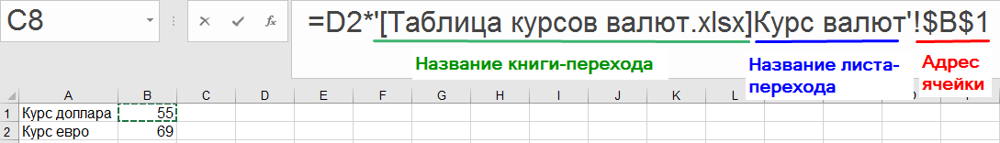 C8 =D2*'[Таблица курсов валют.xlsx]Курс валют'!$B$1
Название книги-перехода
Название листа-
перехода
Адрес
ячейки
A B C D E F G H I J K L
1 Курс доллара 55
2 Курс евро 69